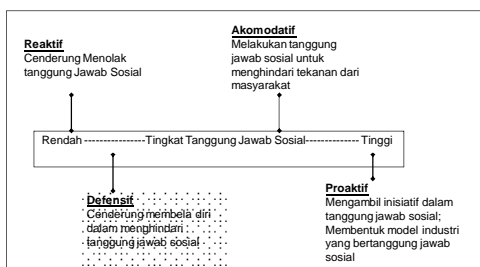 Reaktif
Cenderung Menolak
tanggung Jawab Sosial
Akomodatif
Melakukan tanggung
jawab sosial untuk
menghindari tekanan dari
masyarakat
Rendah ----------------Tingkat Tanggung Jawab Sosial-------------- Tinggi
Defensif
Cenderung membela diri
dalam menghindari
tanggung jawab sosial
Proaktif
Mengambil inisiatif dalam
tanggung jawab sosial;
Membentuk model industri
yang bertanggung jawab
sosial